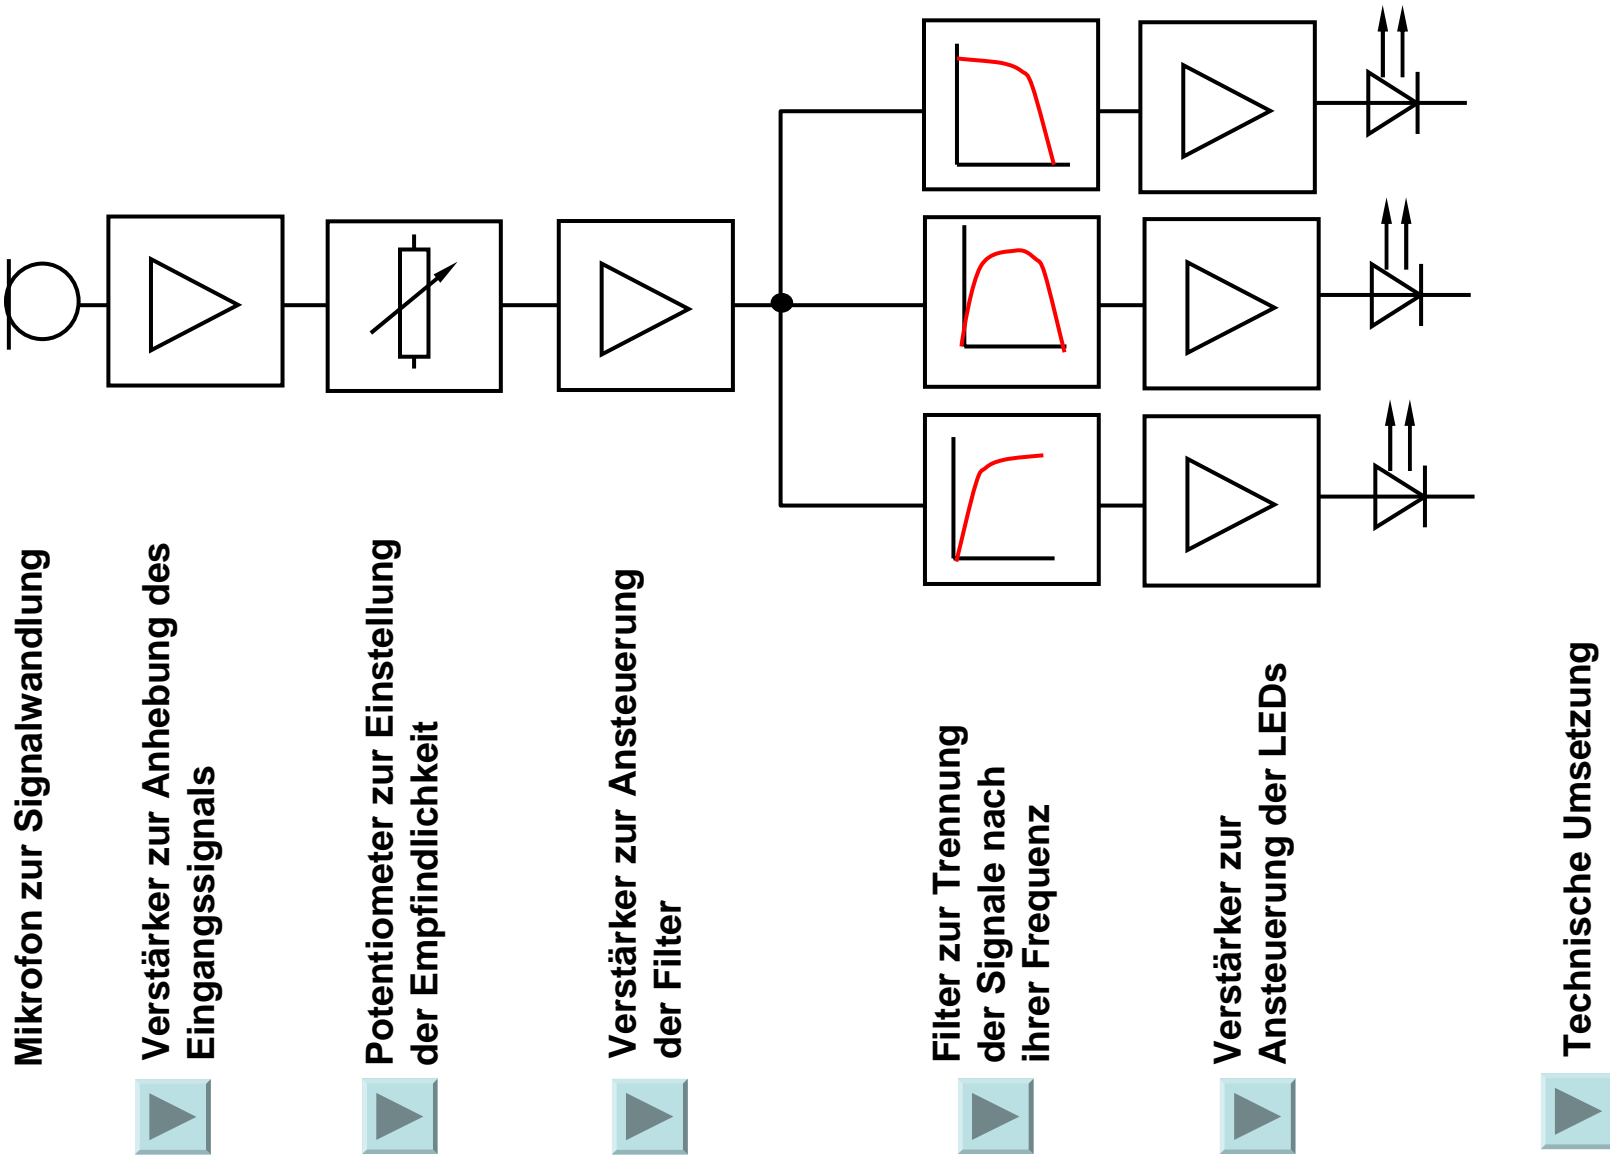 Mikrofon zur Signalwandlung
Verstärker zur Anhebung des
Eingangssignals
Potentiometer zur Einstellung
der Empfindlichkeit
Verstärker zur Ansteuerung
der Filter
Filter zur Trennung
der Signale nach
ihrer Frequenz
Verstärker zur
Ansteuerung der LEDs
Technische Umsetzung